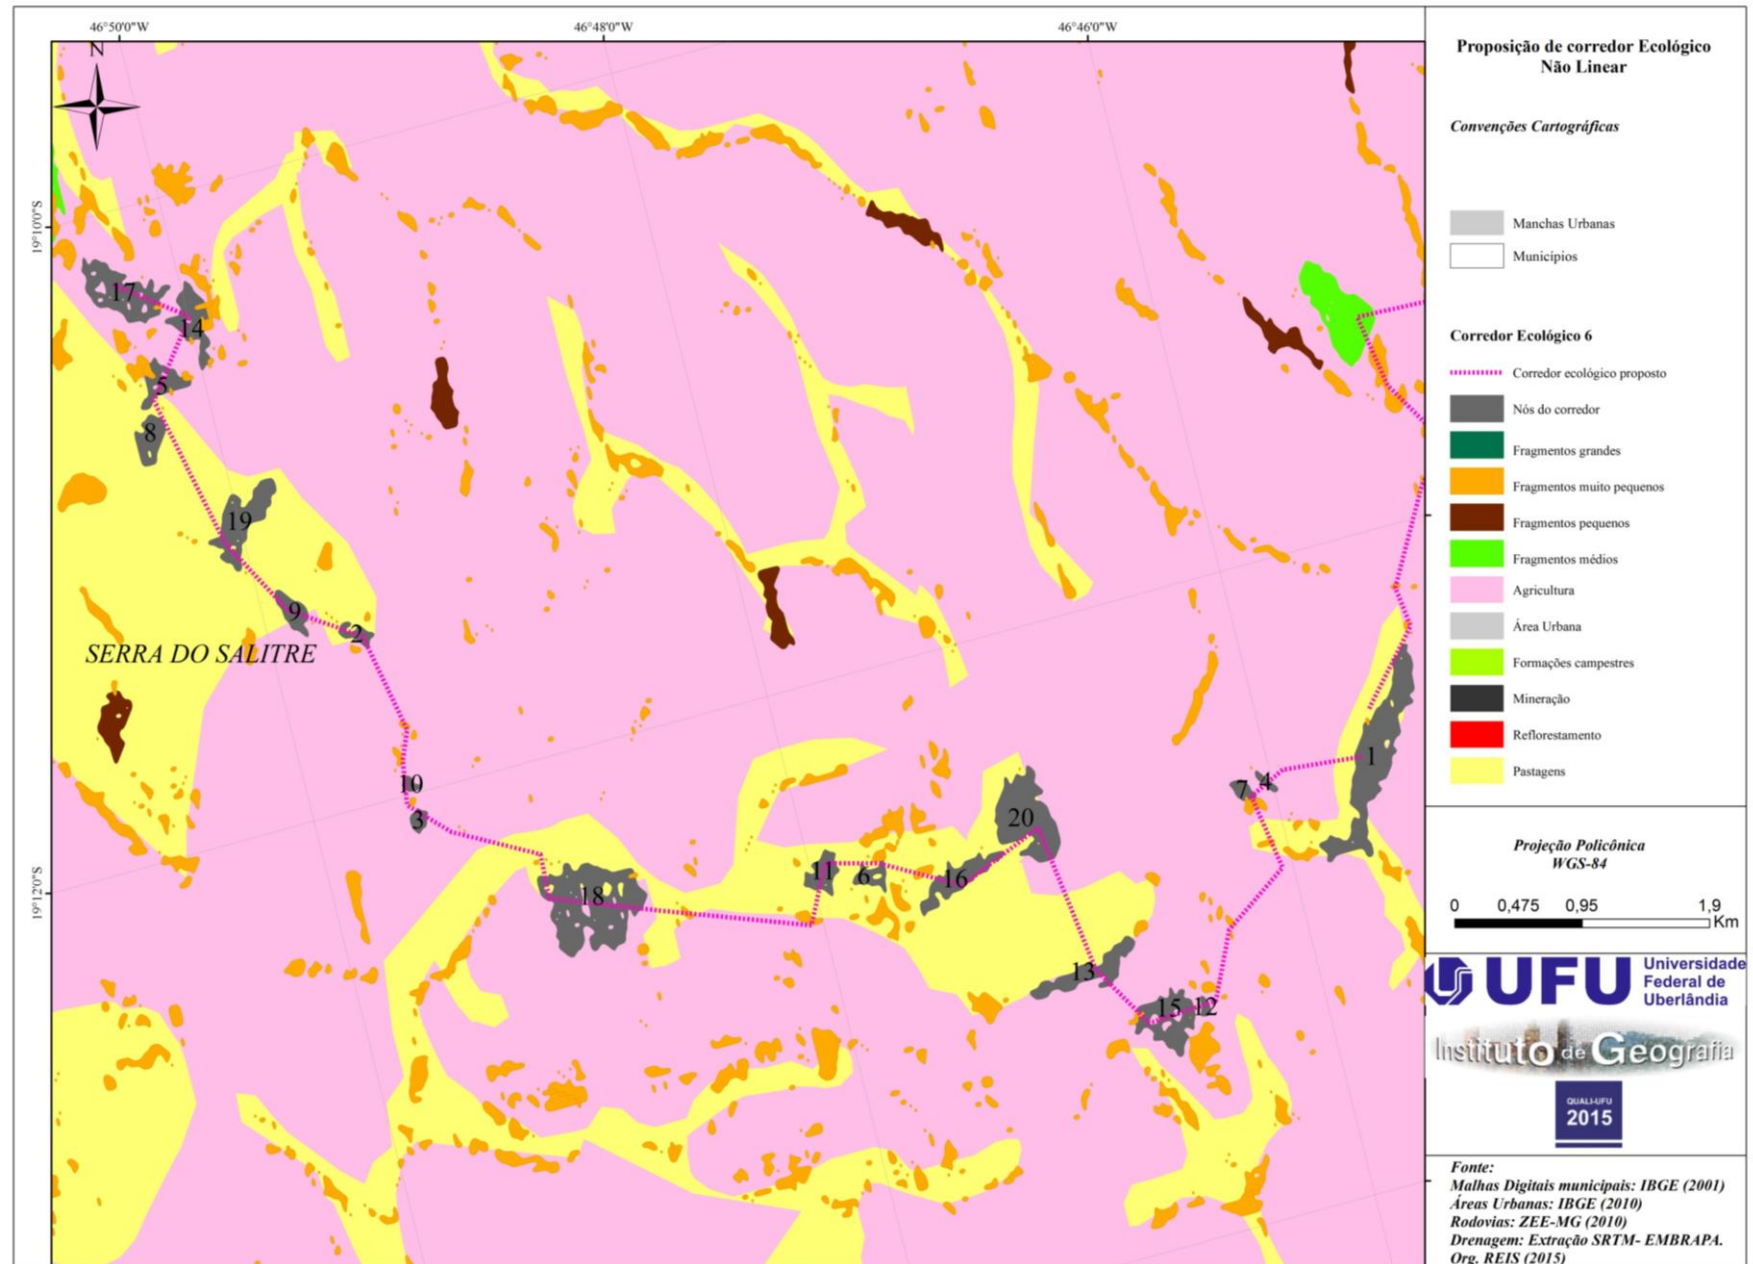 46°50'0"W
46°48'0"W
46°46'0"W
N
19°10'0"S
19°12'0"S
17
14
5
8
19
9
2
SERRA DO SALITRE
10
3
18
11
6
16
20
13
15
12
7
4
1
Proposição de corredor Ecológico
Não Linear
Convenções Cartográficas
Manchas Urbanas
Municípios
Corredor Ecológico 6
Corredor ecológico proposto
Nós do corredor
Fragmentos grandes
Fragmentos muito pequenos
Fragmentos pequenos
Fragmentos médios
Agricultura
Área Urbana
Formações campestres
Mineração
Reflorestamento
Pastagens
Projeção Policônica
WGS-84
0 0,475 0,95 1,9
Km
UFU
Universidade
Federal de
Uberlândia
Instituto de Geografia
QUALI-UFU
2015
Fonte:
Malhas Digitais municipais: IBGE (2001)
Áreas Urbanas: IBGE (2010)
Rodovias: ZEE-MG (2010)
Drenagem: Extração SRTM- EMBRAPA.
Org. REIS (2015)